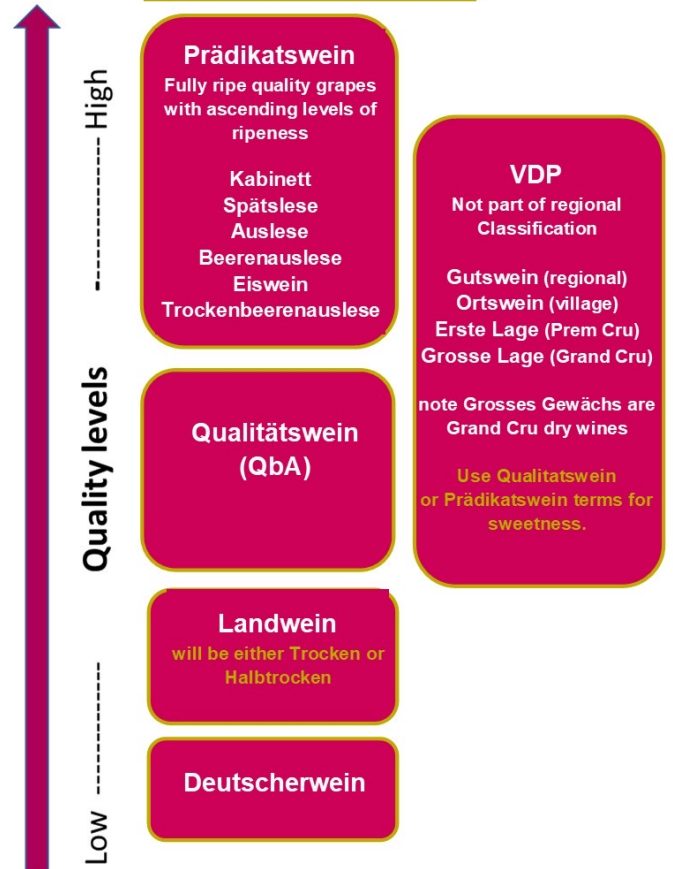 High
Quality levels
Low
Prädikatswein
Fully ripe quality grapes
with ascending levels of
ripeness
Kabinett
Spätslese
Auslese
Beerenauslese
Eiswein
Trockenbeerenauslese
Qualitätswein
(QbA)
Landwein
will be either Trocken or
Halbtrocken
Deutscherwein
VDP
Not part of regional
Classification
Gutswein (regional)
Ortswein (village)
Erste Lage (Prem Cru)
Grosse Lage (Grand Cru)
note Grosses Gewächs are
Grand Cru dry wines
Use Qualitatswein
or Prädikatswein terms for
sweetness.